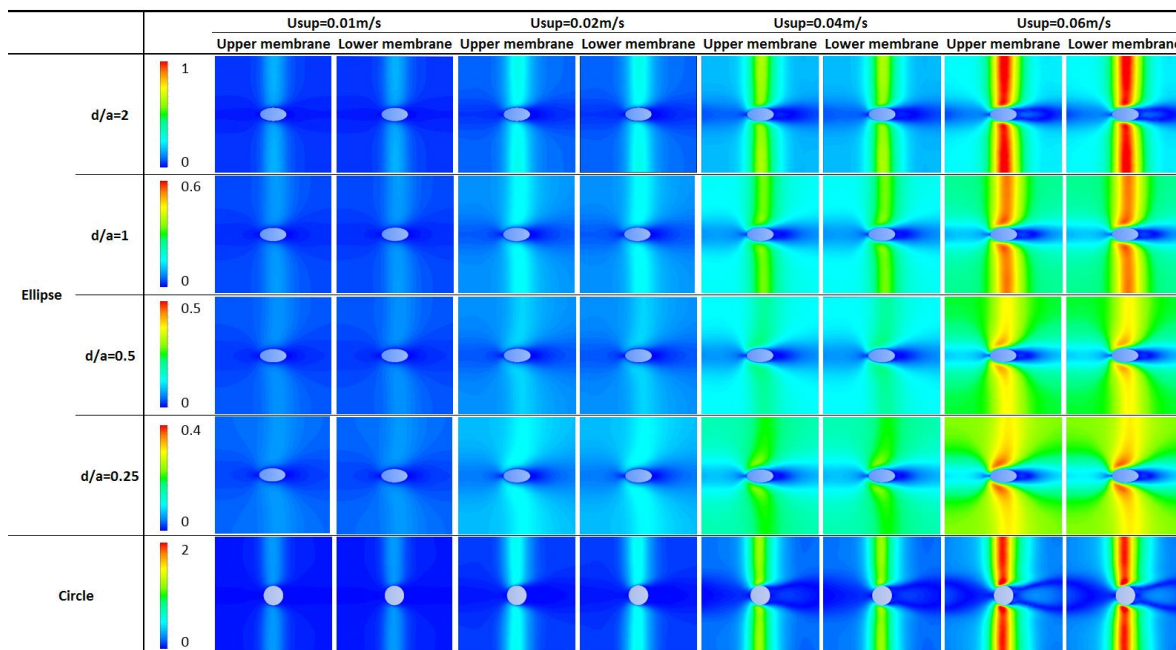 Usup=0.01m/s Usup=0.02m/s Usup=0.04m/s Usup=0.06m/s
Upper membrane Lower membrane Upper membrane Lower membrane Upper membrane Lower membrane Upper membrane Lower membrane
1
d/a=2
0
0.6
d/a=1
0
Ellipse
0.5
d/a=0.5
0
0.4
d/a=0.25
0
2
Circle
0